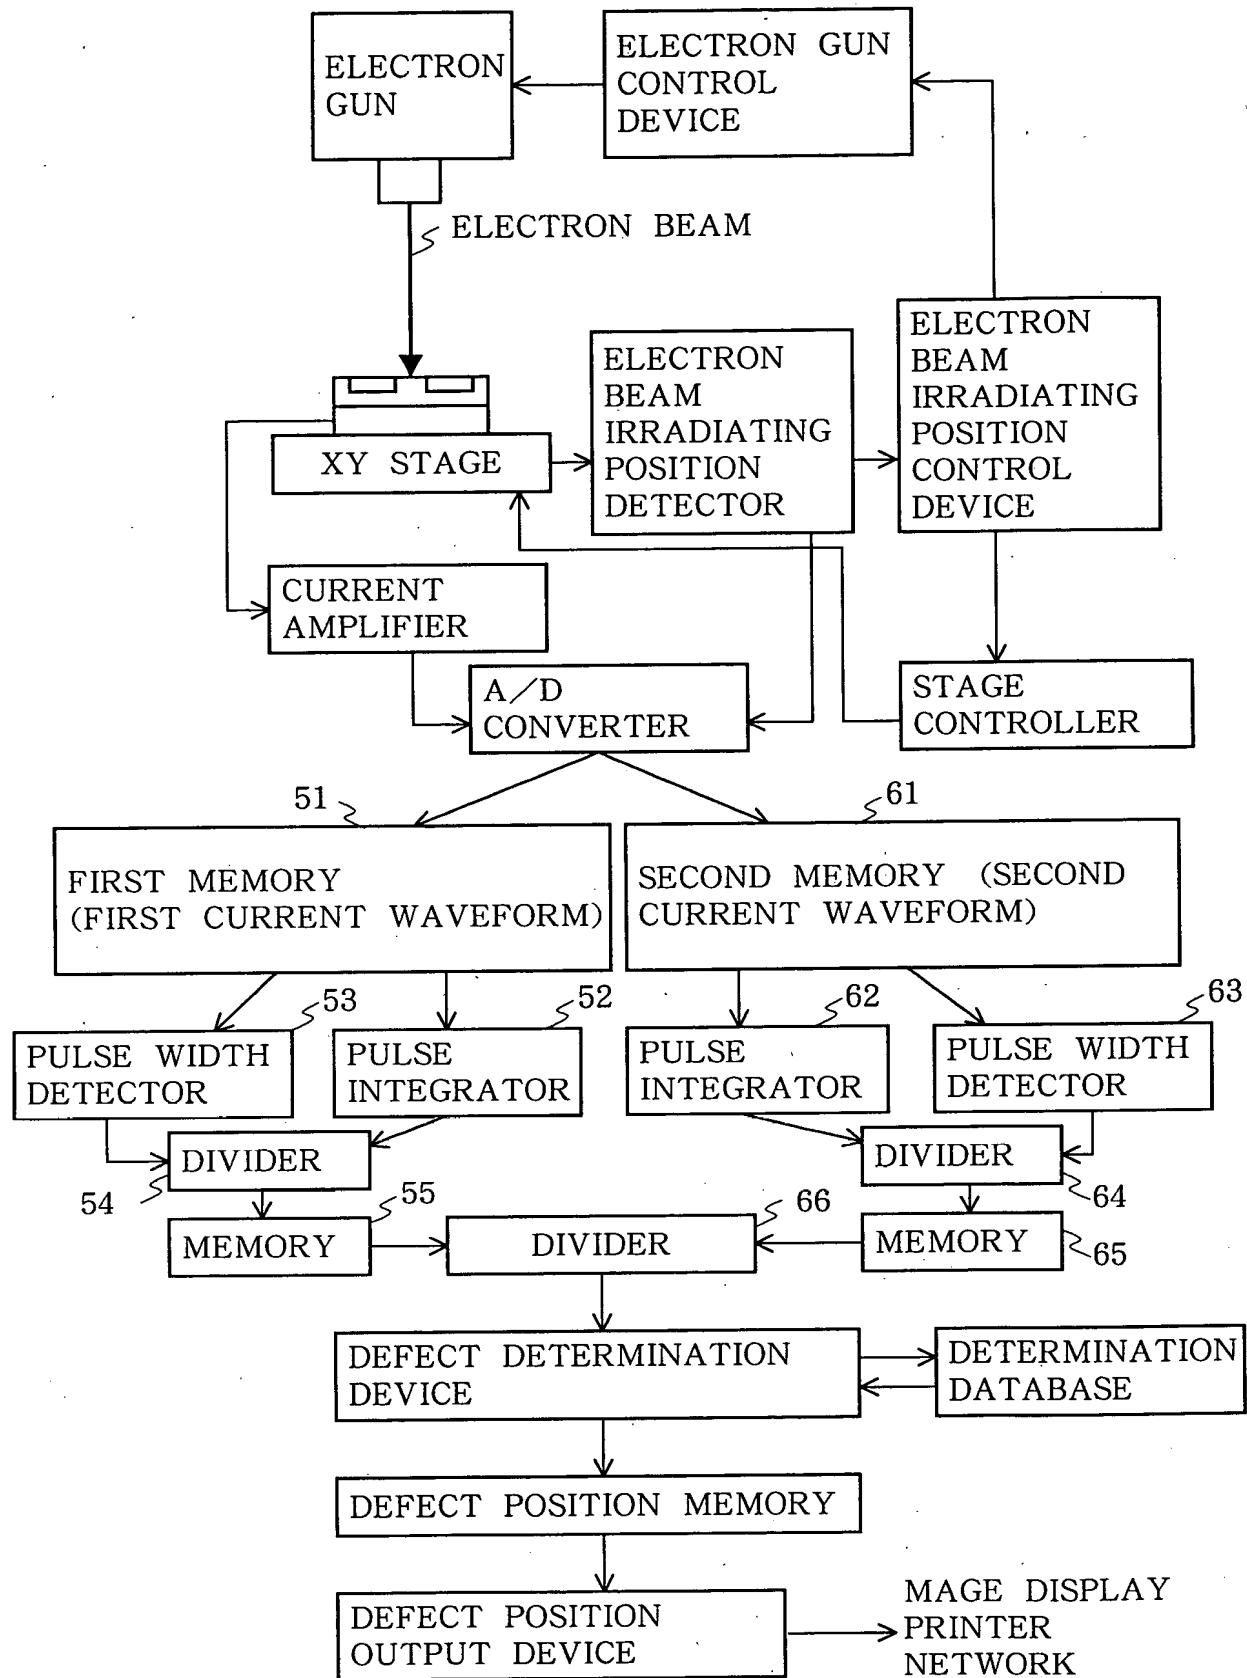 ELECTRON
GUN
ELECTRON GUN
CONTROL
DEVICE
ELECTRON BEAM
ELECTRON
BEAM
IRRADIATING
POSITION
DETECTOR
ELECTRON
BEAM
IRRADIATING
POSITION
CONTROL
DEVICE
XY STAGE
CURRENT
AMPLIFIER
A/D
CONVERTER
STAGE
CONTROLLER
51
61
FIRST MEMORY
(FIRST CURRENT WAVEFORM)
SECOND MEMORY (SECOND
CURRENT WAVEFORM)
53
52
62
63
PULSE WIDTH
DETECTOR
PULSE
INTEGRATOR
PULSE
INTEGRATOR
PULSE WIDTH
DETECTOR
DIVIDER
54
DIVIDER
64
55
66
MEMORY
DIVIDER
MEMORY
65
DEFECT DETERMINATION
DEVICE
DETERMINATION
DATABASE
DEFECT POSITION MEMORY
DEFECT POSITION
OUTPUT DEVICE
MAGE DISPLAY
PRINTER
NETWORK